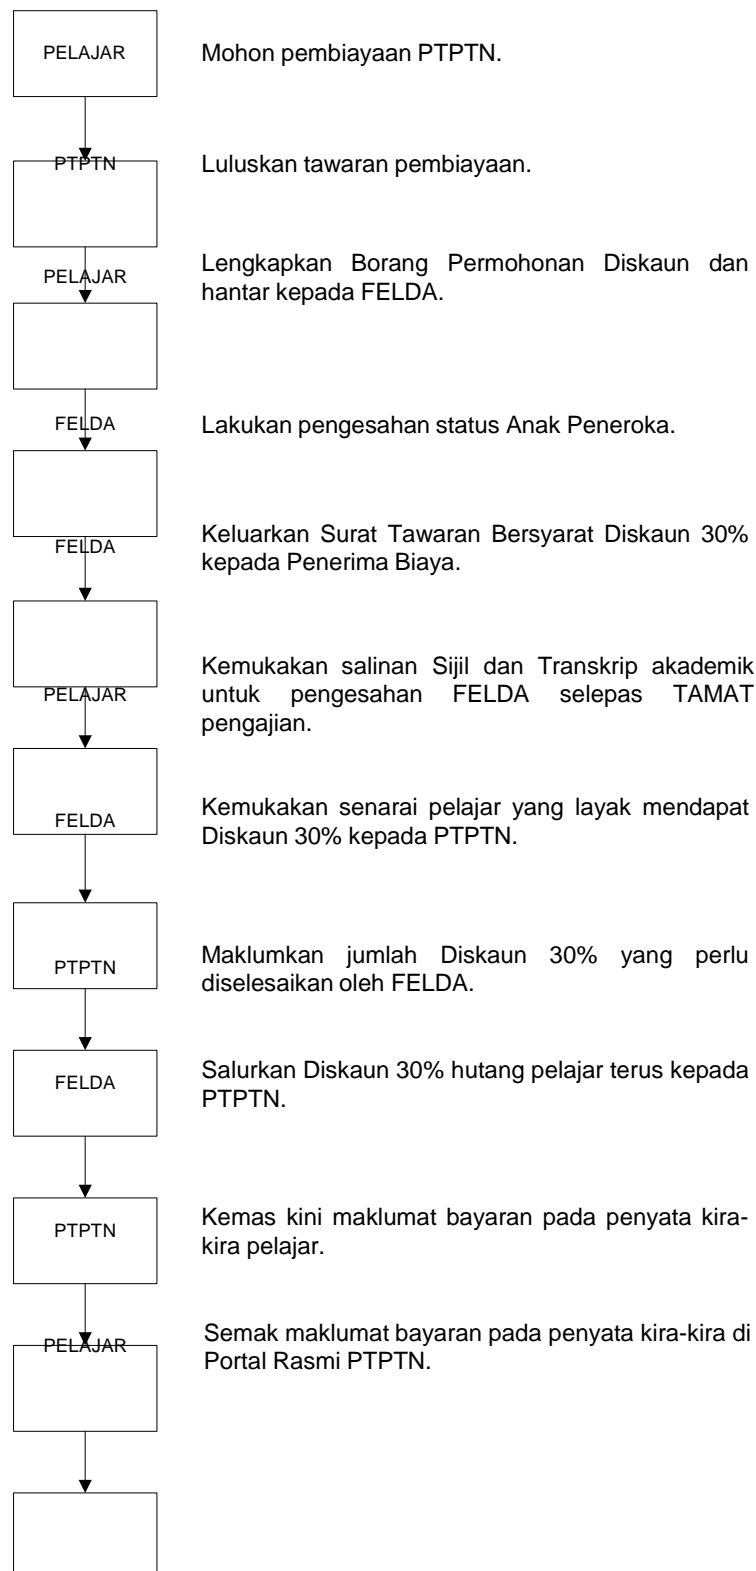 PELAJAR
Mohon pembiayaan PTPTN.
PTPTN
Luluskan tawaran pembiayaan.
PELAJAR
Lengkapkan Borang Permohonan Diskaun dan
hantar kepada FELDA.
FELDA
Lakukan pengesahan status Anak Peneroka.
FELDA
Keluarkan Surat Tawaran Bersyarat Diskaun 30%
kepada Penerima Biaya.
PELAJAR
Kemukakan salinan Sijil dan Transkrip akademik
untuk pengesahan FELDA selepas TAMAT
pengajian.
FELDA
Kemukakan senarai pelajar yang layak mendapat
Diskaun 30% kepada PTPTN.
PTPTN
Maklumkan jumlah Diskaun 30% yang perlu
diselesaikan oleh FELDA.
FELDA
Salurkan Diskaun 30% hutang pelajar terus kepada
PTPTN.
PTPTN
Kemas kini maklumat bayaran pada penyata kira-
kira pelajar.
PELAJAR
Semak maklumat bayaran pada penyata kira-kira di
Portal Rasmi PTPTN.